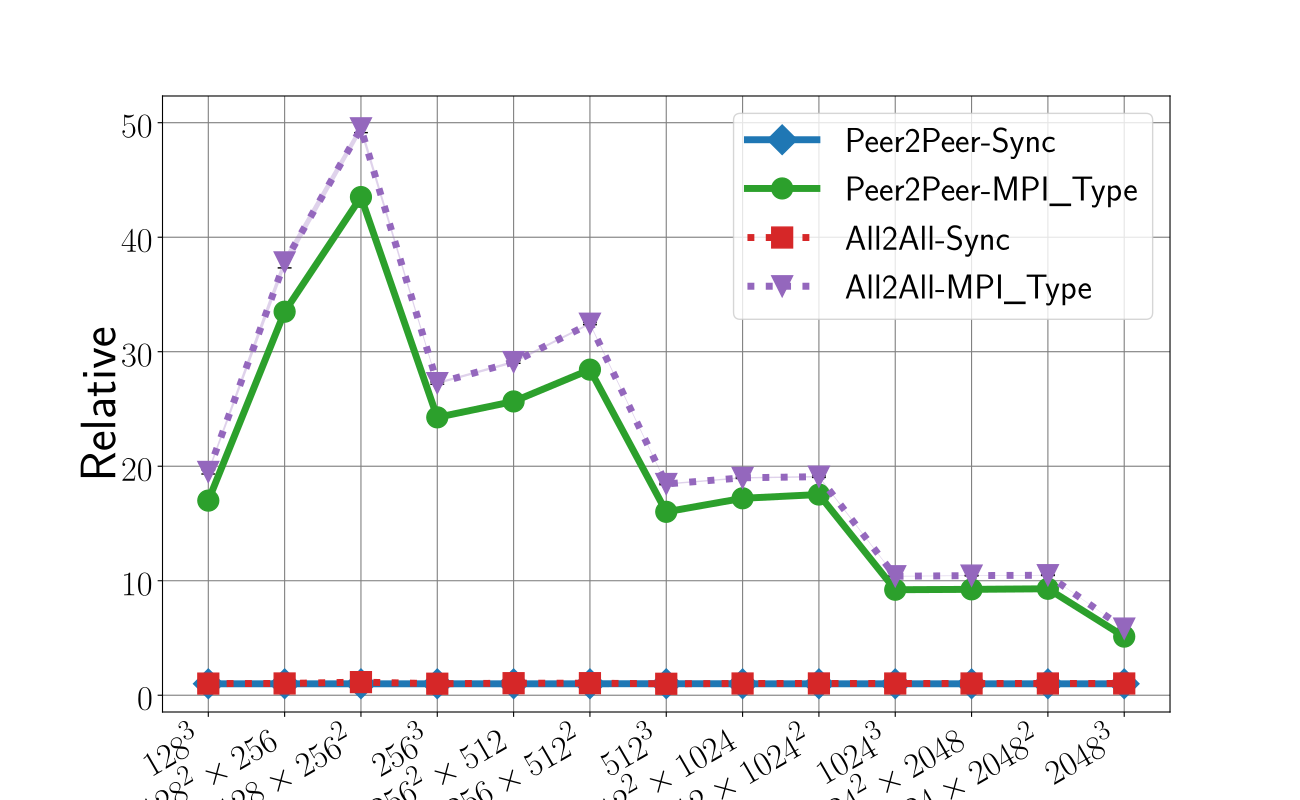 50
40
30
20
10
0
Relative
Peer2Peer-Sync
Peer2Peer-MPI_Type
All2All-Sync
All2All-MPI_Type
128³
128² × 256
128 × 256²
256³
256² × 512
256 × 512²
512³
512² × 1024
512 × 1024²
1024³
1024² × 2048
1024 × 2048²
2048³